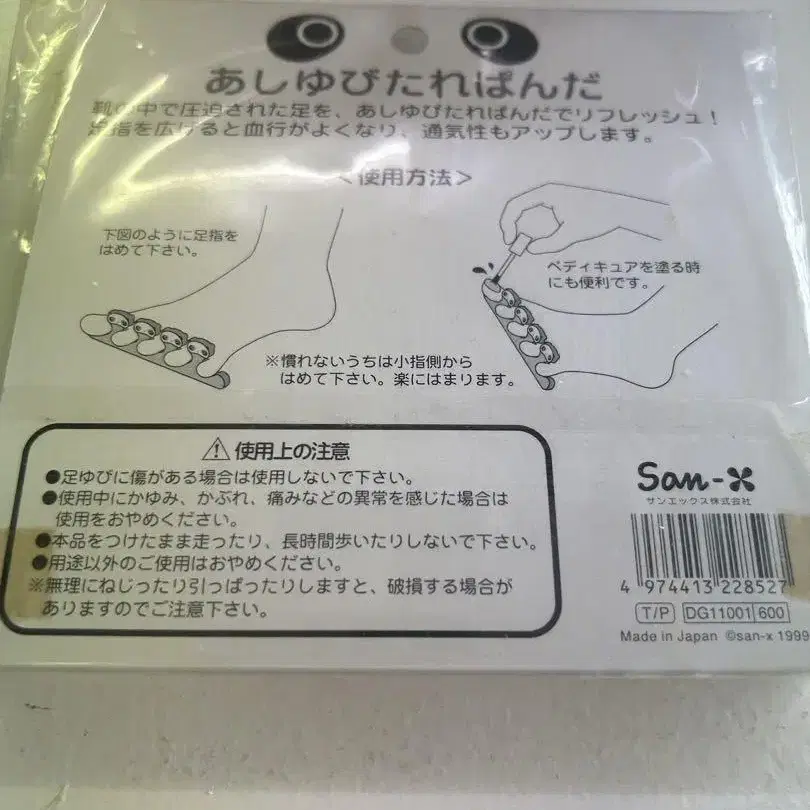 あしゆびたれぱんだ
靴の中で圧迫された足を、あしゆびたれぱんだでリフレッシュ!
足指を広げると血行がよくなり、通気性もアップします。
<使用方法>
下図のように足指を
はめて下さい。
ペディキュアを塗る時
にも便利です。
※慣れないうちは小指側から
はめて下さい。楽にはまります。
⚠使用上の注意
●足ゆびに傷がある場合は使用しないで下さい。
●使用中にかゆみ、かぶれ、痛みなどの異常を感じた場合は
使用をおやめください。
●本品をつけたまま走ったり、長時間歩いたりしないで下さい。
●用途以外のご使用はおやめください。
※無理にねじったり引っぱったりしますと、破損する場合が
ありますのでご注意下さい。
San-X
サンエックス株式会社
4 974413 228527
T/P DG11001 600
Made in Japan ©san-x 1999